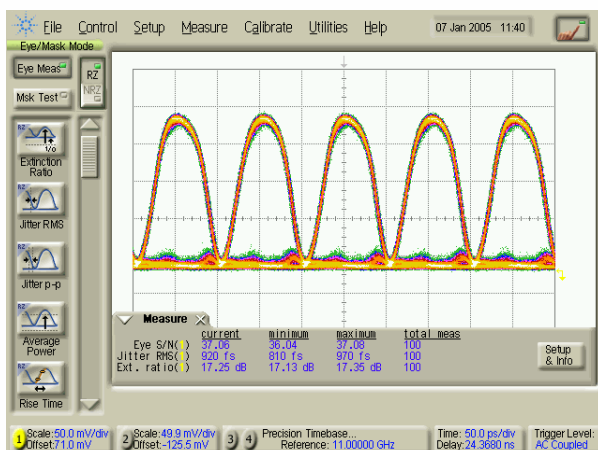 File Control Setup Measure Calibrate Utilities Help 07 Jan 2005 11:40
Eye/Mask Mode
Eye Meas
RZ
NRZ
Msk Test
RZ
1/0
Extinction
Ratio
RZ
Jitter RMS
RZ
Jitter p-p
RZ
Average
Power
RZ
Rise Time
Measure
current minimum maximum total meas
Eye S/N(1) 37.06 36.04 37.08 100
Jitter RMS(1) 920 fs 810 fs 970 fs 100
Ext. ratio(1) 17.25 dB 17.13 dB 17.35 dB 100
Setup
& Info
1 Scale:50.0 mV/div
Offset:71.0 mV
2 Scale:49.9 mV/div
Offset:-125.5 mV
3 4
Precision Timebase...
Reference: 11.00000 GHz
Time: 50.0 ps/div
Delay:24.3680 ns
Trigger Level:
AC Coupled